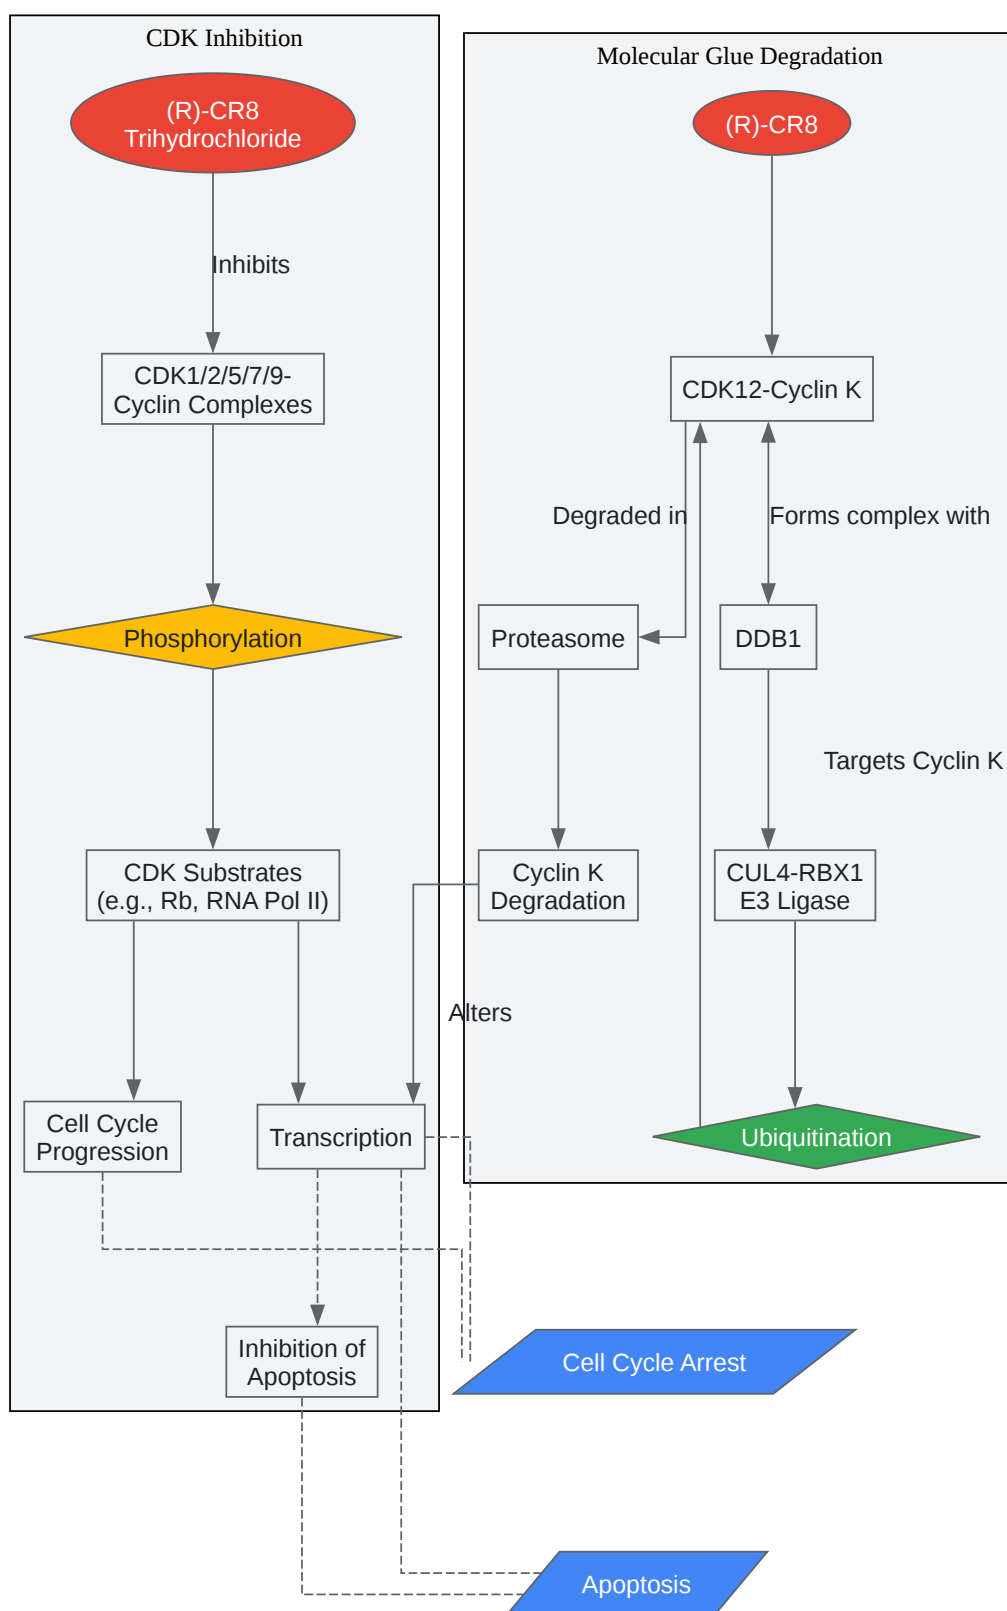 CDK Inhibition
(R)-CR8
Trihydrochloride
Inhibits
CDK1/2/5/7/9-
Cyclin Complexes
Phosphorylation
CDK Substrates
(e.g., Rb, RNA Pol II)
Cell Cycle
Progression
Transcription
Inhibition of
Apoptosis
Molecular Glue Degradation
(R)-CR8
CDK12-Cyclin K
Degraded in
Forms complex with
Proteasome
DDB1
Targets Cyclin K
Cyclin K
Degradation
CUL4-RBX1
E3 Ligase
Alters
Ubiquitination
Cell Cycle Arrest
Apoptosis